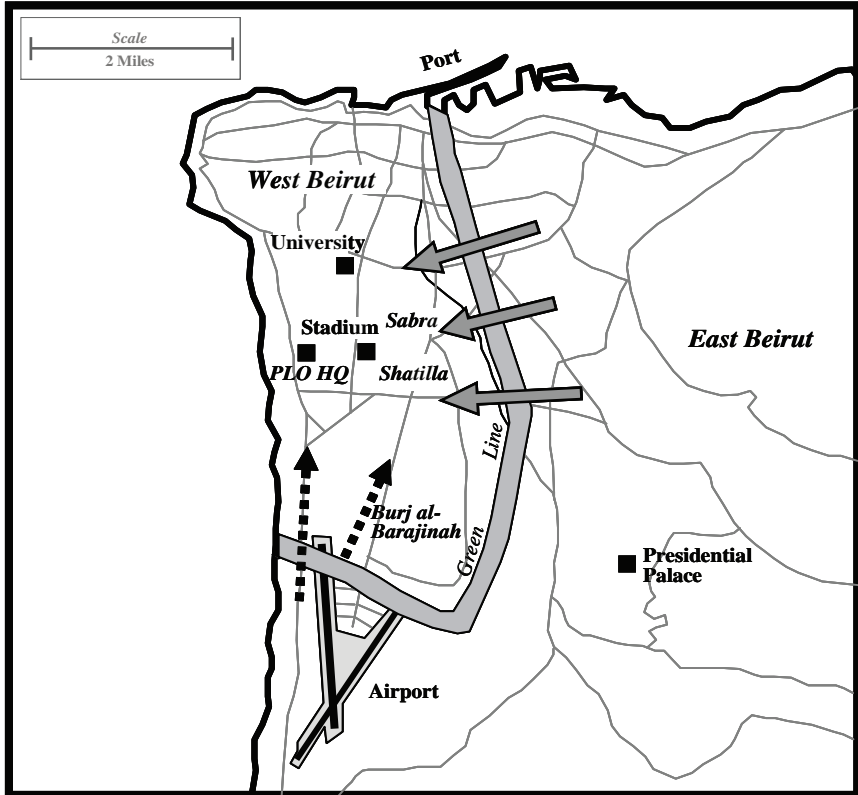 Scale
2 Miles
Port
West Beirut
University
Stadium
Sabra
East Beirut
PLO HQ
Shatilla
Green Line
Burj al-
Barajinah
Presidential
Palace
Airport